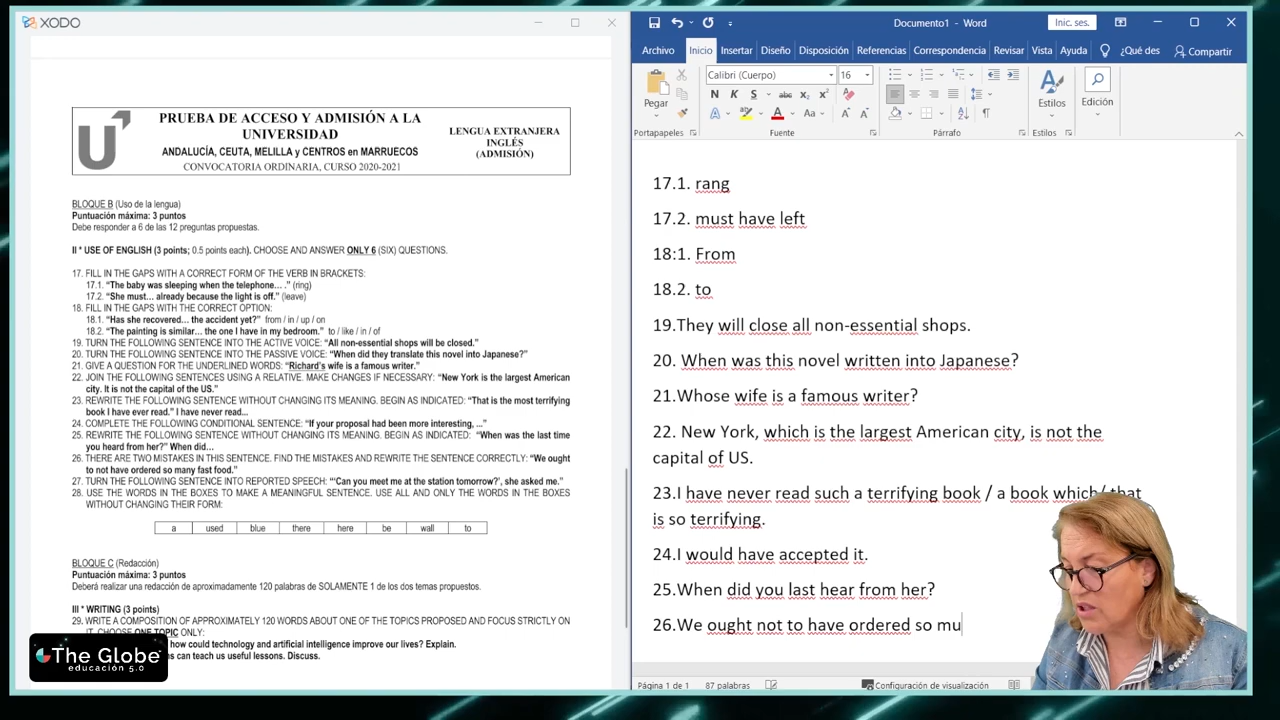 XODO
PRUEBA DE ACCESO Y ADMISIÓN A LA
UNIVERSIDAD
ANDALUCÍA, CEUTA, MELILLA y CENTROS en MARRUECOS
CONVOCATORIA ORDINARIA, CURSO 2020-2021
LENGUA EXTRANJERA
INGLÉS
(ADMISIÓN)
BLOQUE B (Uso de la lengua)
Puntuación máxima: 3 puntos
Debe responder a 6 de las 12 preguntas propuestas.
II * USE OF ENGLISH (3 points; 0.5 points each). CHOOSE AND ANSWER ONLY 6 (SIX) QUESTIONS.
17. FILL IN THE GAPS WITH A CORRECT FORM OF THE VERB IN BRACKETS:
17.1. "The baby was sleeping when the telephone… ." (ring)
17.2. "She must… already because the light is off." (leave)
18. FILL IN THE GAPS WITH THE CORRECT OPTION:
18.1. "Has she recovered… the accident yet?" from / in / up / on
18.2. "The painting is similar… the one I have in my bedroom." to / like / in / of
19. TURN THE FOLLOWING SENTENCE INTO THE ACTIVE VOICE: "All non-essential shops will be closed."
20. TURN THE FOLLOWING SENTENCE INTO THE PASSIVE VOICE: "When did they translate this novel into Japanese?"
21. GIVE A QUESTION FOR THE UNDERLINED WORDS: "Richard's wife is a famous writer."
22. JOIN THE FOLLOWING SENTENCES USING A RELATIVE. MAKE CHANGES IF NECESSARY: "New York is the largest American
city. It is not the capital of the US."
23. REWRITE THE FOLLOWING SENTENCE WITHOUT CHANGING ITS MEANING. BEGIN AS INDICATED: "That is the most terrifying
book I have ever read." I have never read...
24. COMPLETE THE FOLLOWING CONDITIONAL SENTENCE: "If your proposal had been more interesting, ..."
25. REWRITE THE FOLLOWING SENTENCE WITHOUT CHANGING ITS MEANING. BEGIN AS INDICATED: "When was the last time
you heard from her?" When did…
26. THERE ARE TWO MISTAKES IN THIS SENTENCE. FIND THE MISTAKES AND REWRITE THE SENTENCE CORRECTLY: "We ought
to not have ordered so many fast food."
27. TURN THE FOLLOWING SENTENCE INTO REPORTED SPEECH: "'Can you meet me at the station tomorrow?', she asked me."
28. USE THE WORDS IN THE BOXES TO MAKE A MEANINGFUL SENTENCE. USE ALL AND ONLY THE WORDS IN THE BOXES
WITHOUT CHANGING THEIR FORM:
a used blue there here be wall to
BLOQUE C (Redacción)
Puntuación máxima: 3 puntos
Deberá realizar una redacción de aproximadamente 120 palabras de SOLAMENTE 1 de los dos temas propuestos.
III * WRITING (3 points)
29. WRITE A COMPOSITION OF APPROXIMATELY 120 WORDS ABOUT ONE OF THE TOPICS PROPOSED AND FOCUS STRICTLY ON
IT. CHOOSE ONE TOPIC ONLY:
how could technology and artificial intelligence improve our lives? Explain.
can teach us useful lessons. Discuss.
The Globe
educación 5.0
Documento1 - Word
Inic. ses.
Archivo Inicio Insertar Diseño Disposición Referencias Correspondencia Revisar Vista Ayuda ¿Qué des Compartir
Calibri (Cuerpo) 16
Pegar
N K S abc x₂ x²
A A Aa A A
Estilos
Edición
Portapapeles Fuente Párrafo Estilos
17.1. rang
17.2. must have left
18:1. From
18.2. to
19.They will close all non-essential shops.
20. When was this novel written into Japanese?
21.Whose wife is a famous writer?
22. New York, which is the largest American city, is not the
capital of US.
23.I have never read such a terrifying book / a book which/ that
is so terrifying.
24.I would have accepted it.
25.When did you last hear from her?
26.We ought not to have ordered so mu
Página 1 de 1 87 palabras Configuración de visualización